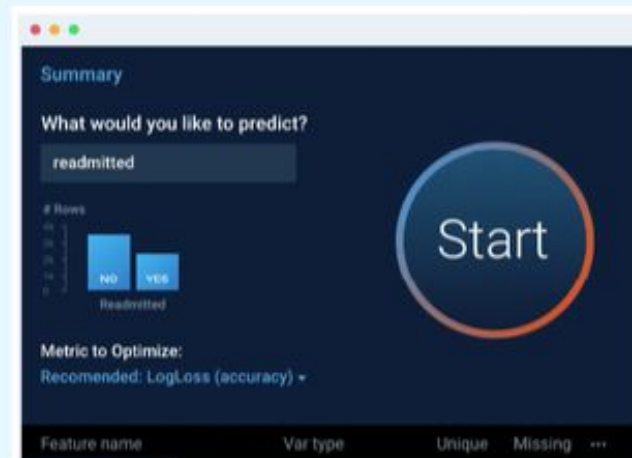 Summary
What would you like to predict?
readmitted
Start
# Rows
NO YES
Readmitted
Metric to Optimize:
Recomended: LogLoss (accuracy)
Feature name Var type Unique Missing ...